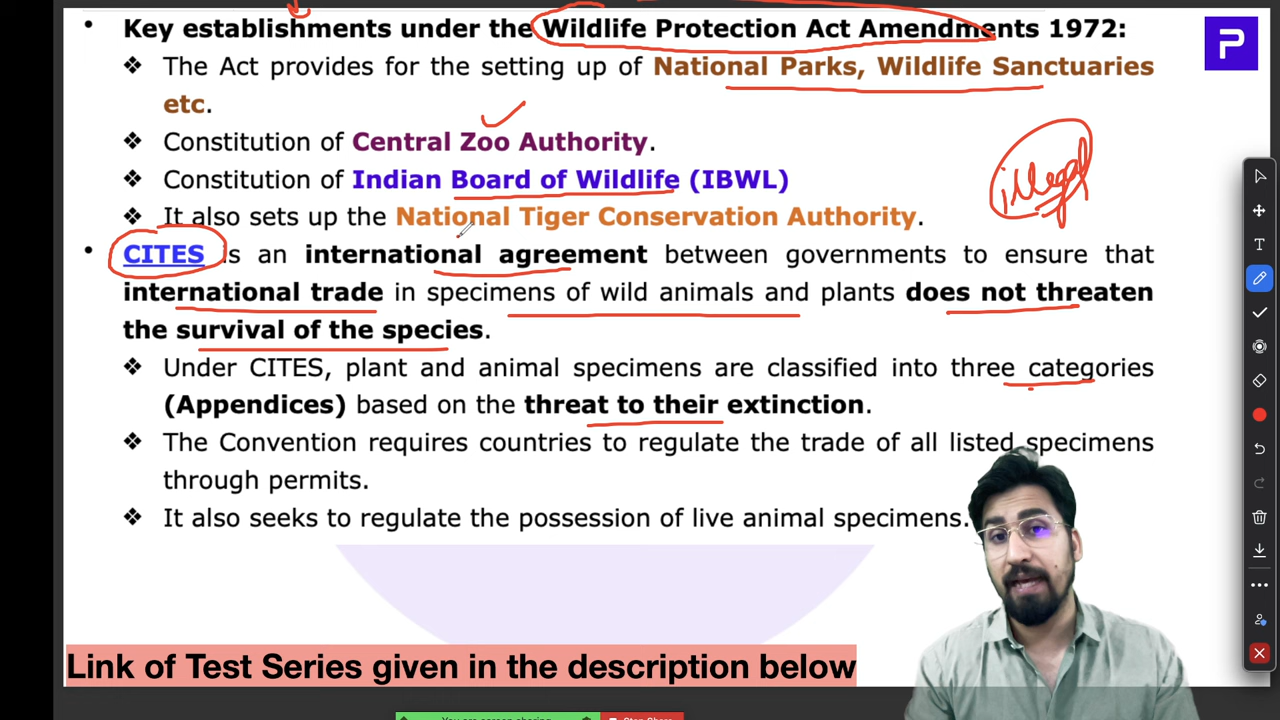 • Key establishments under the Wildlife Protection Act Amendments 1972:
❖ The Act provides for the setting up of National Parks, Wildlife Sanctuaries
etc.
❖ Constitution of Central Zoo Authority.
❖ Constitution of Indian Board of Wildlife (IBWL)
illegal
❖ It also sets up the National Tiger Conservation Authority.
• CITES is an international agreement between governments to ensure that
international trade in specimens of wild animals and plants does not threaten
the survival of the species.
❖ Under CITES, plant and animal specimens are classified into three categories
(Appendices) based on the threat to their extinction.
❖ The Convention requires countries to regulate the trade of all listed specimens
through permits.
❖ It also seeks to regulate the possession of live animal specimens.
Link of Test Series given in the description below
You are screen sharing
Stop Share